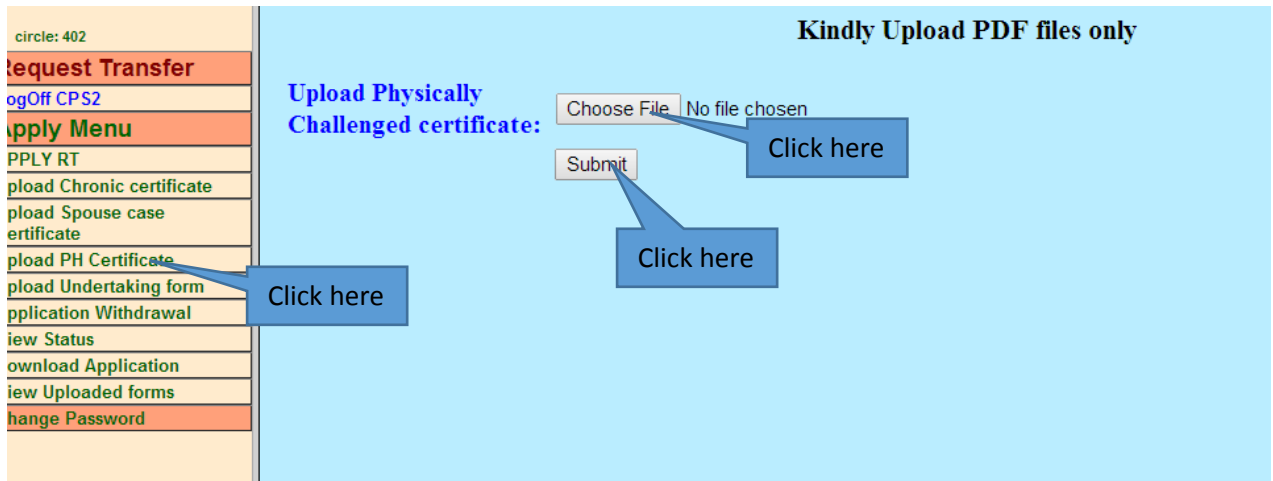 circle: 402
equest Transfer
ogOff CPS2
pply Menu
PPLY RT
pload Chronic certificate
pload Spouse case
ertificate
pload PH Certificate
pload Undertaking form
pplication Withdrawal
iew Status
ownload Application
iew Uploaded forms
hange Password
Kindly Upload PDF files only
Upload Physically
Challenged certificate:
Choose File No file chosen
Submit
Click here
Click here
Click here